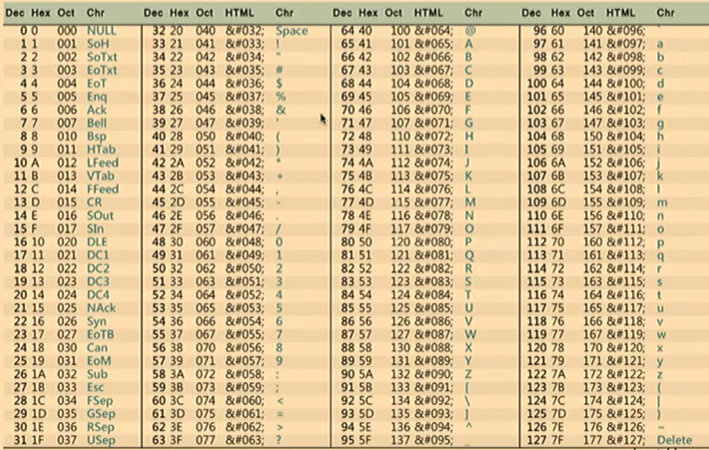 Dec Hex Oct Chr Dec Hex Oct HTML Chr Dec Hex Oct HTML Chr Dec Hex Oct HTML Chr
0 0 000 NULL 32 20 040 &#032; Space 64 40 100 &#064; @ 96 60 140 &#096; `
1 1 001 SoH 33 21 041 &#033; ! 65 41 101 &#065; A 97 61 141 &#097; a
2 2 002 SoTxt 34 22 042 &#034; " 66 42 102 &#066; B 98 62 142 &#098; b
3 3 003 EoTxt 35 23 043 &#035; # 67 43 103 &#067; C 99 63 143 &#099; c
4 4 004 EoT 36 24 044 &#036; $ 68 44 104 &#068; D 100 64 144 &#100; d
5 5 005 Enq 37 25 045 &#037; % 69 45 105 &#069; E 101 65 145 &#101; e
6 6 006 Ack 38 26 046 &#038; & 70 46 106 &#070; F 102 66 146 &#102; f
7 7 007 Bell 39 27 047 &#039; ' 71 47 107 &#071; G 103 67 147 &#103; g
8 8 010 Bsp 40 28 050 &#040; ( 72 48 110 &#072; H 104 68 150 &#104; h
9 9 011 HTab 41 29 051 &#041; ) 73 49 111 &#073; I 105 69 151 &#105; i
10 A 012 LFeed 42 2A 052 &#042; * 74 4A 112 &#074; J 106 6A 152 &#106; j
11 B 013 VTab 43 2B 053 &#043; + 75 4B 113 &#075; K 107 6B 153 &#107; k
12 C 014 FFeed 44 2C 054 &#044; , 76 4C 114 &#076; L 108 6C 154 &#108; l
13 D 015 CR 45 2D 055 &#045; - 77 4D 115 &#077; M 109 6D 155 &#109; m
14 E 016 SOut 46 2E 056 &#046; . 78 4E 116 &#078; N 110 6E 156 &#110; n
15 F 017 SIn 47 2F 057 &#047; / 79 4F 117 &#079; O 111 6F 157 &#111; o
16 10 020 DLE 48 30 060 &#048; 0 80 50 120 &#080; P 112 70 160 &#112; p
17 11 021 DC1 49 31 061 &#049; 1 81 51 121 &#081; Q 113 71 161 &#113; q
18 12 022 DC2 50 32 062 &#050; 2 82 52 122 &#082; R 114 72 162 &#114; r
19 13 023 DC3 51 33 063 &#051; 3 83 53 123 &#083; S 115 73 163 &#115; s
20 14 024 DC4 52 34 064 &#052; 4 84 54 124 &#084; T 116 74 164 &#116; t
21 15 025 NAck 53 35 065 &#053; 5 85 55 125 &#085; U 117 75 165 &#117; u
22 16 026 Syn 54 36 066 &#054; 6 86 56 126 &#086; V 118 76 166 &#118; v
23 17 027 EoTB 55 37 067 &#055; 7 87 57 127 &#087; W 119 77 167 &#119; w
24 18 030 Can 56 38 070 &#056; 8 88 58 130 &#088; X 120 78 170 &#120; x
25 19 031 EoM 57 39 071 &#057; 9 89 59 131 &#089; Y 121 79 171 &#121; y
26 1A 032 Sub 58 3A 072 &#058; : 90 5A 132 &#090; Z 122 7A 172 &#122; z
27 1B 033 Esc 59 3B 073 &#059; ; 91 5B 133 &#091; [ 123 7B 173 &#123; {
28 1C 034 FSep 60 3C 074 &#060; < 92 5C 134 &#092; \ 124 7C 174 &#124; |
29 1D 035 GSep 61 3D 075 &#061; = 93 5D 135 &#093; ] 125 7D 175 &#125; }
30 1E 036 RSep 62 3E 076 &#062; > 94 5E 136 &#094; ^ 126 7E 176 &#126; ~
31 1F 037 USep 63 3F 077 &#063; ? 95 5F 137 &#095; _ 127 7F 177 &#127; Delete